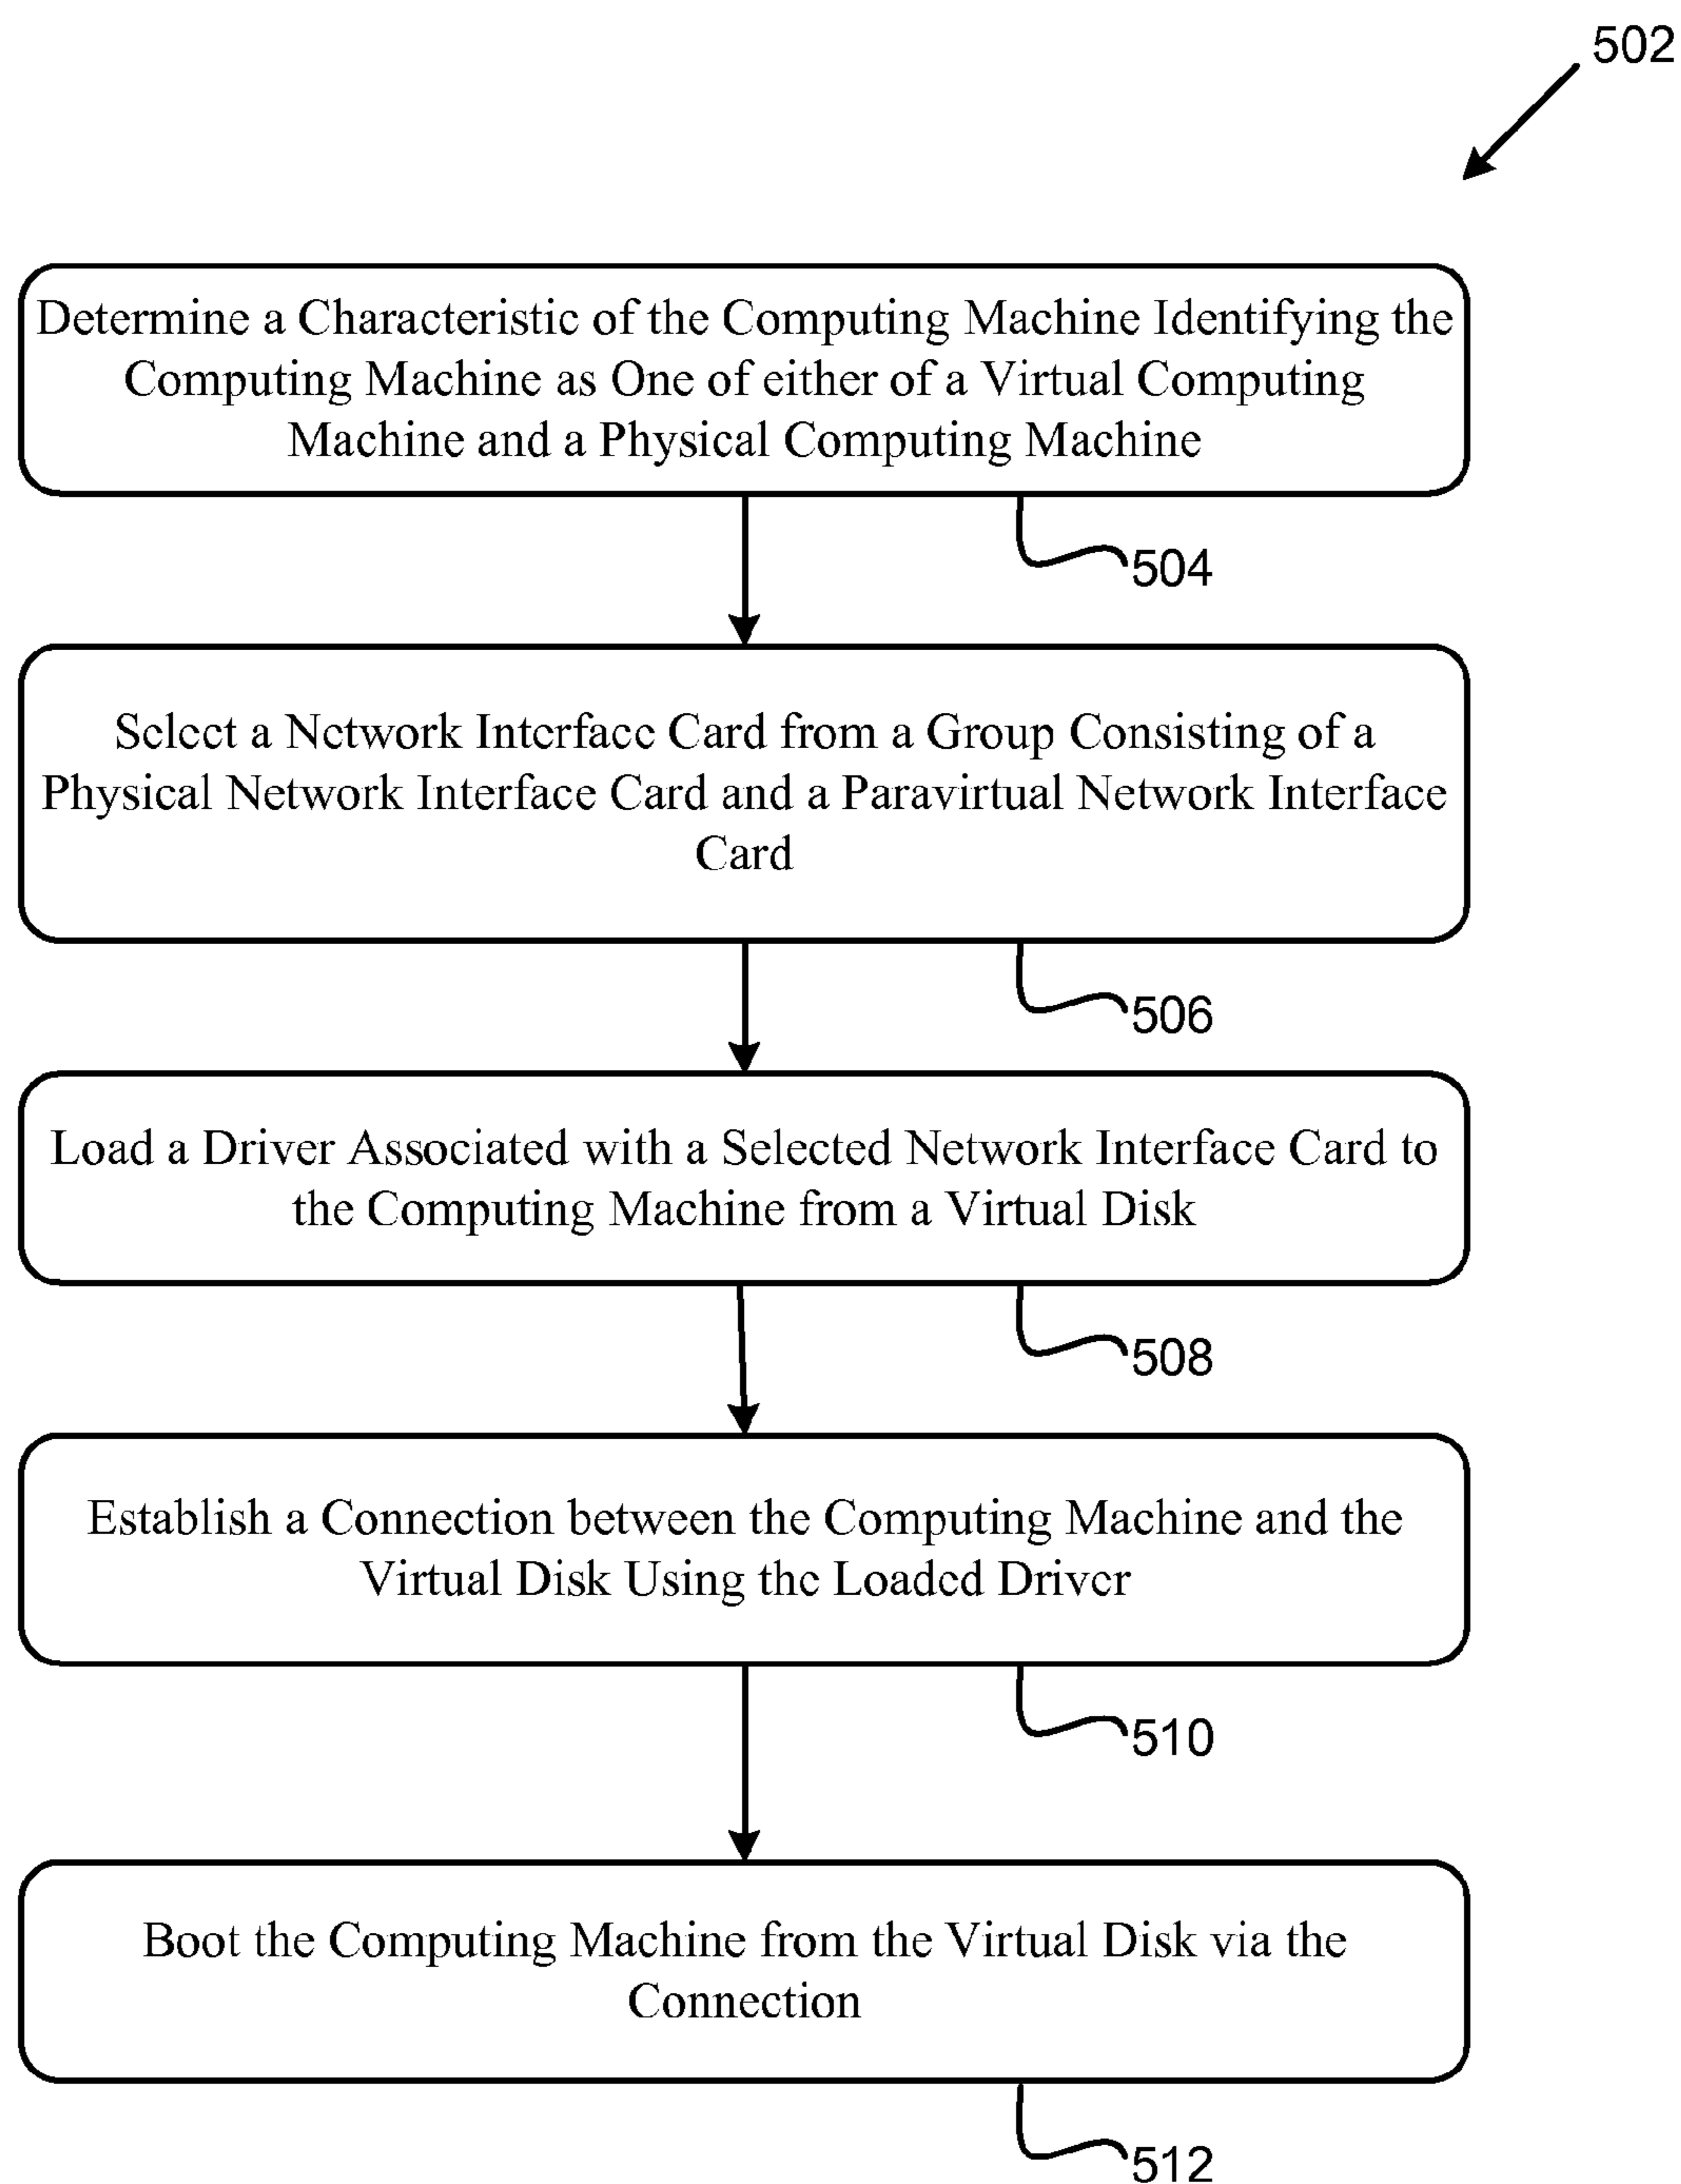 502
Determine a Characteristic of the Computing Machine Identifying the
Computing Machine as One of either of a Virtual Computing
Machine and a Physical Computing Machine
504
Select a Network Interface Card from a Group Consisting of a
Physical Network Interface Card and a Paravirtual Network Interface
Card
506
Load a Driver Associated with a Selected Network Interface Card to
the Computing Machine from a Virtual Disk
508
Establish a Connection between the Computing Machine and the
Virtual Disk Using the Loaded Driver
510
Boot the Computing Machine from the Virtual Disk via the
Connection
512